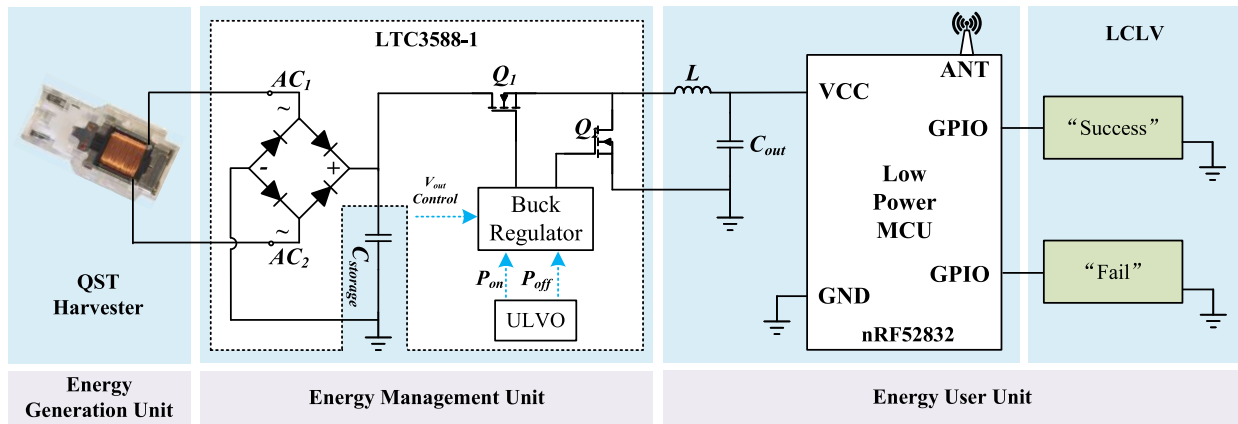 LTC3588-1
LCLV
AC1
~
Q1
L
ANT
VCC
GPIO
“Success”
-
+
Cout
Vout
Control
Buck
Regulator
Low
Power
MCU
~
AC2
Cstorage
Pon
Poff
ULVO
QST
Harvester
GPIO
“Fail”
GND
nRF52832
Energy
Generation Unit
Energy Management Unit
Energy User Unit